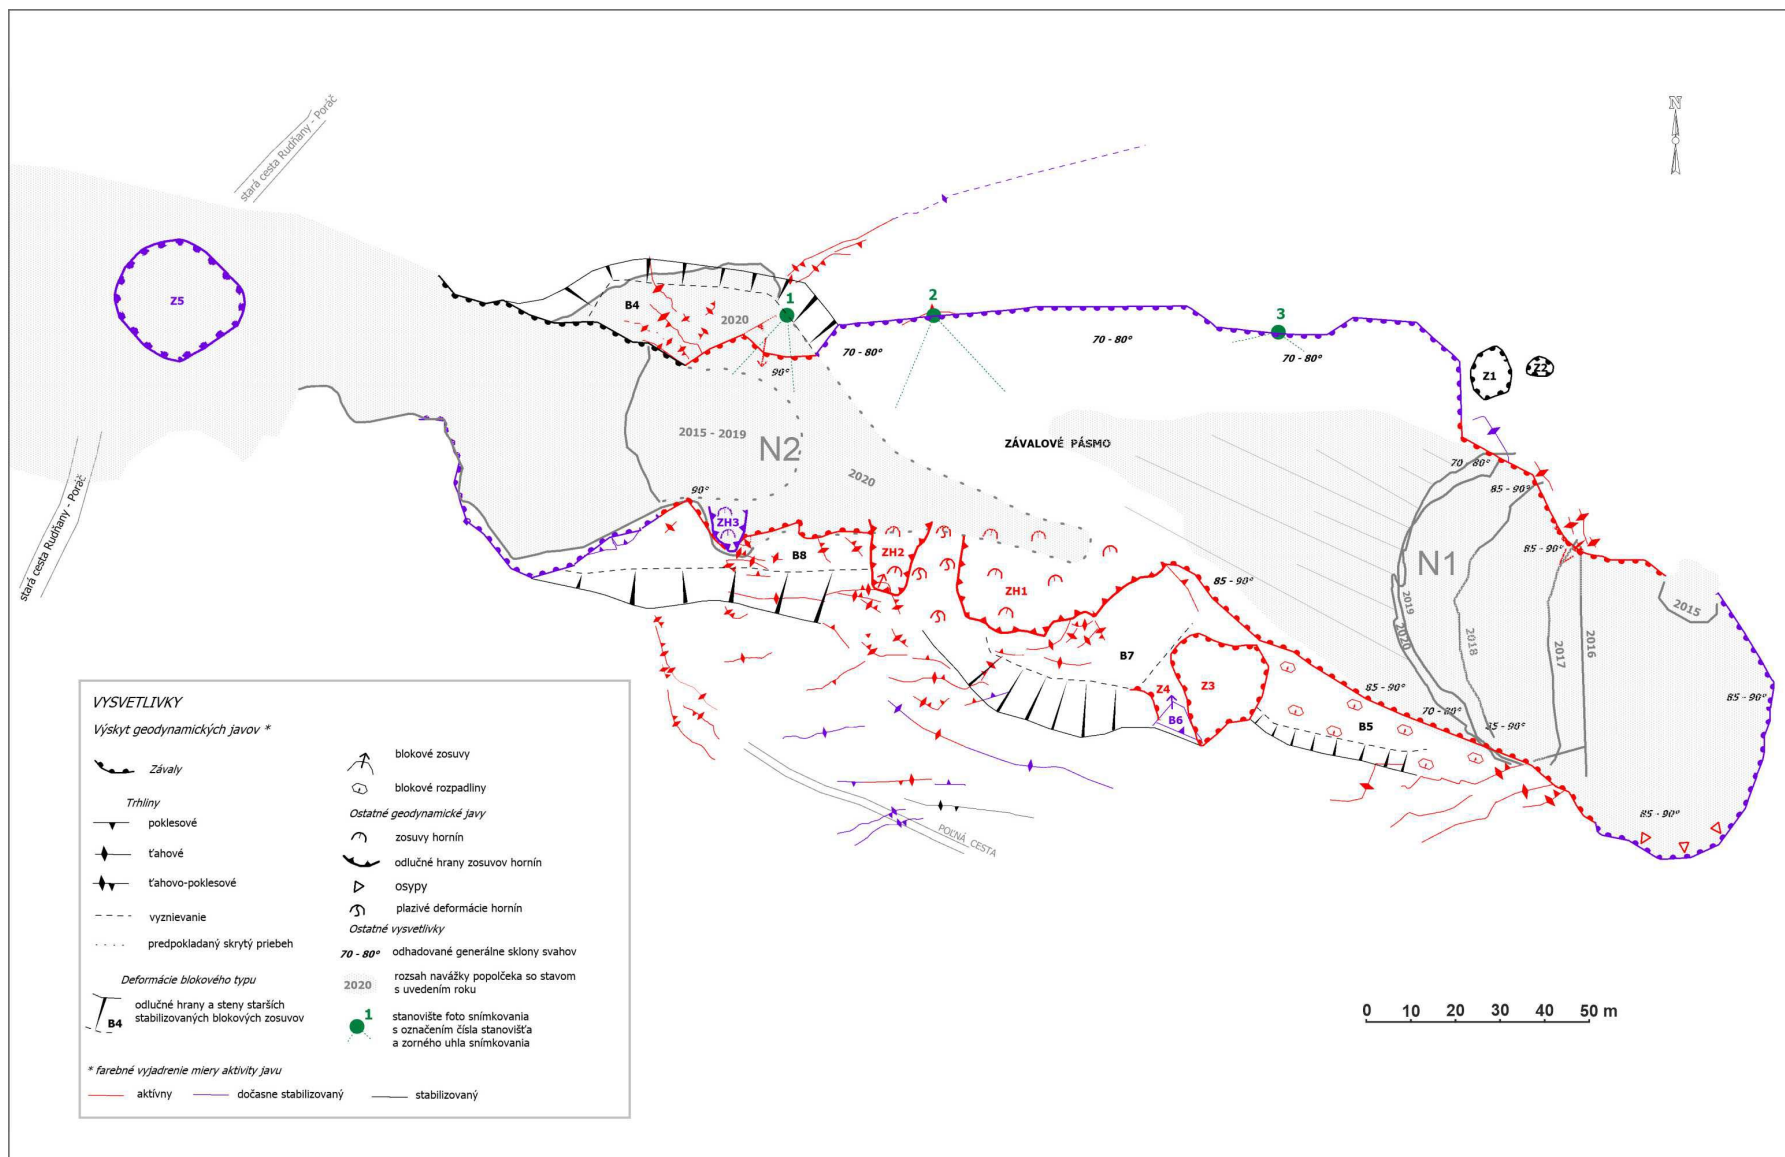 N
stará cesta Rudňany - Poráč
Z5
B4
2020
1
2
3
70 - 80°
70 - 80°
70 - 80°
90°
Z1
Z2
2015 - 2019
N2
ZÁVALOVÉ PÁSMO
2020
70 - 80°
85 - 90°
90°
ZH3
B8
ZH2
ZH1
85 - 90°
85 - 90°
N1
2015
2019
2020
2018
2017
2016
stará cesta Rudňany - Poráč
B7
Z4
Z3
B6
85 - 90°
70 - 80°
85 - 90°
85 - 90°
B5
85 - 90°
POĽNÁ CESTA
VYSVETLIVKY
Výskyt geodynamických javov *
Závaly
Trhliny
poklesové
ťahové
ťahovo-poklesové
vyznievanie
predpokladaný skrytý priebeh
Deformácie blokového typu
B4
odlučné hrany a steny starších
stabilizovaných blokových zosuvov
blokové zosuvy
blokové rozpadliny
Ostatné geodynamické javy
zosuvy hornín
odlučné hrany zosuvov hornín
osypy
plazivé deformácie hornín
Ostatné vysvetlivky
70 - 80° odhadované generálne sklony svahov
2020
rozsah navážky popolčeka so stavom
s uvedením roku
1
stanovište foto snímkovania
s označením čísla stanovišťa
a zorného uhla snímkovania
* farebné vyjadrenie miery aktivity javu
aktívny
dočasne stabilizovaný
stabilizovaný
0 10 20 30 40 50 m